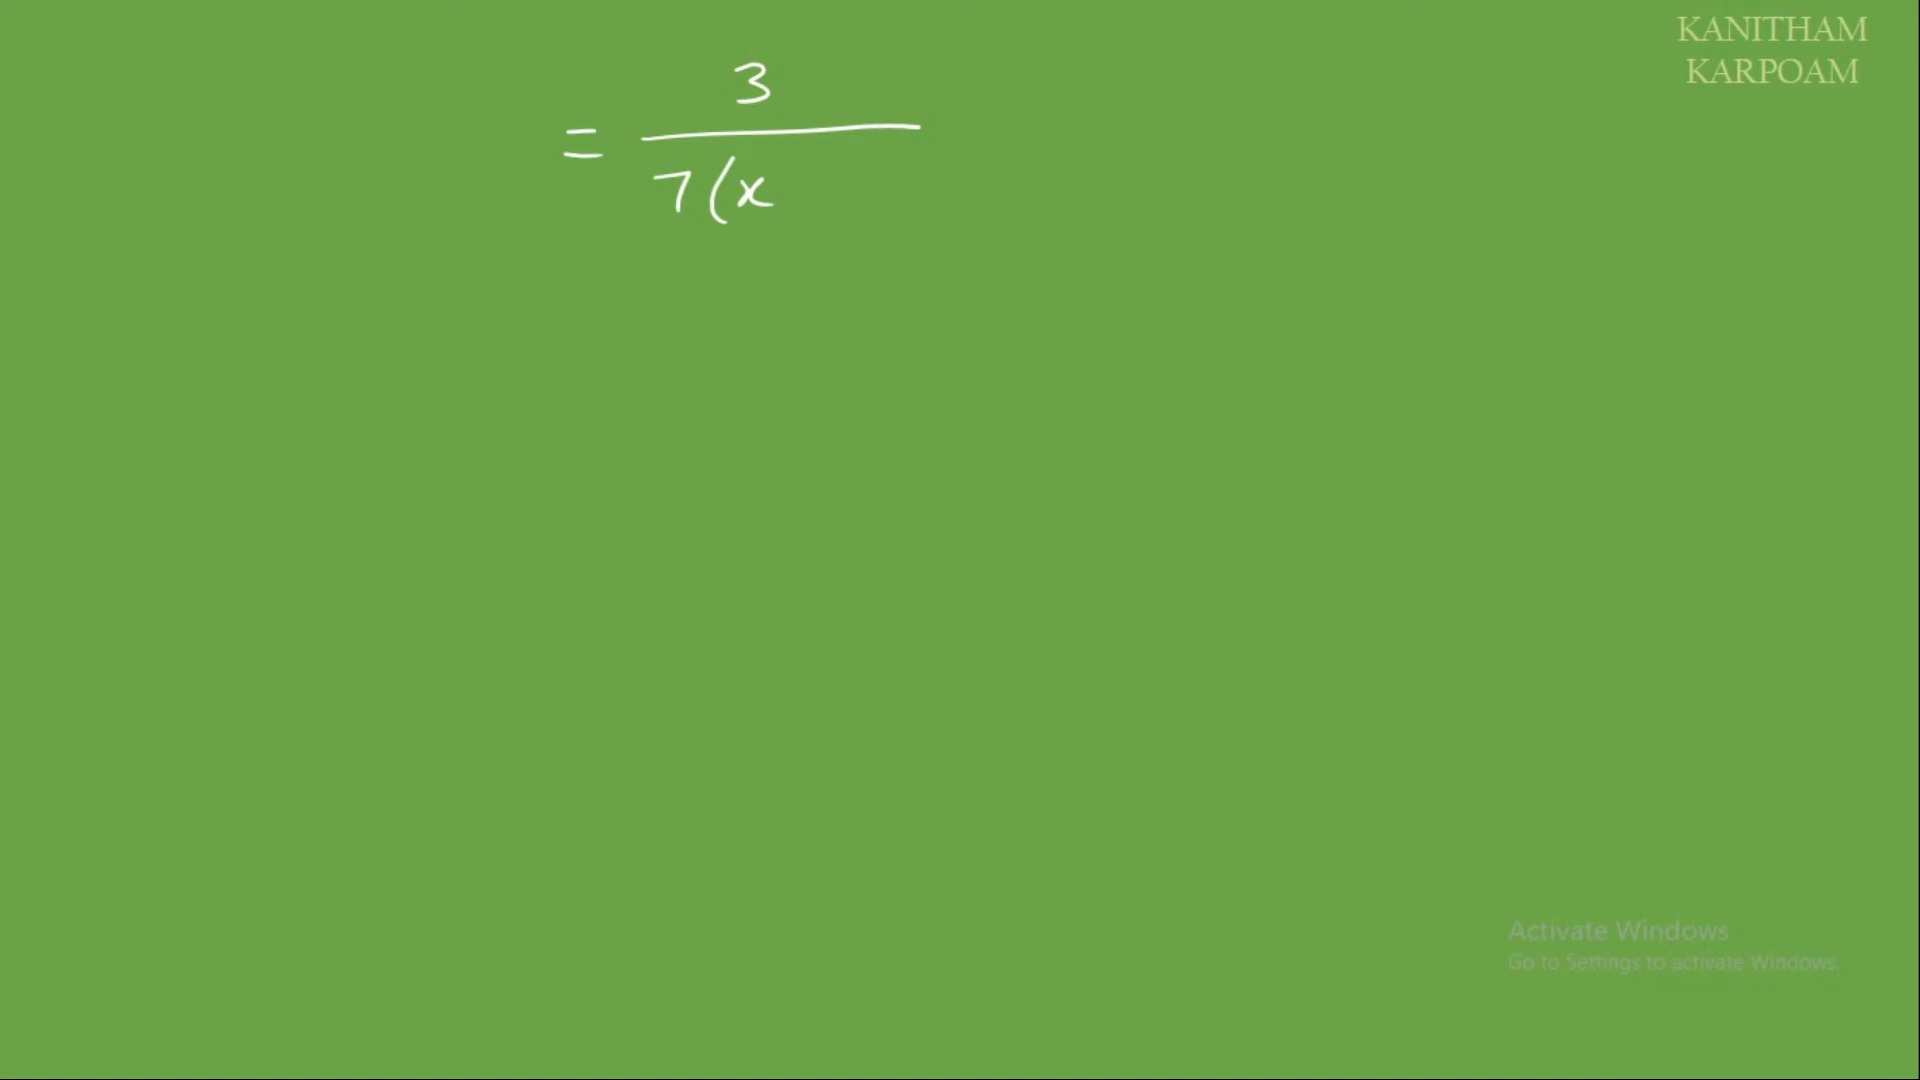 KANITHAM
KARPOAM
3
=
7(x
Activate Windows
Go to Settings to activate Windows.